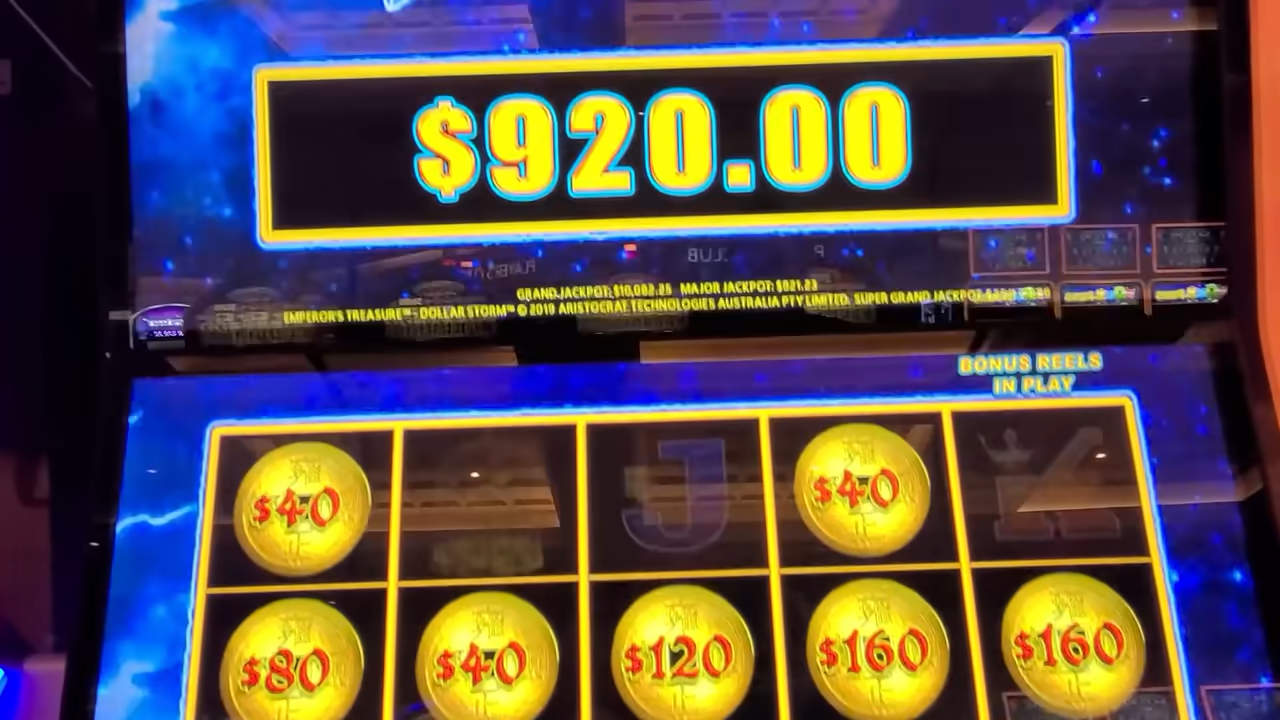 $920.00
GRAND JACKPOT: $10,082.25 MAJOR JACKPOT: $821.23
EMPEROR'S TREASURE™ - DOLLAR STORM™ © 2019 ARISTOCRAT TECHNOLOGIES AUSTRALIA PTY LIMITED. SUPER GRAND JACKPOT
BONUS REELS
IN PLAY
$40 J $40 K
$80 $40 $120 $160 $160